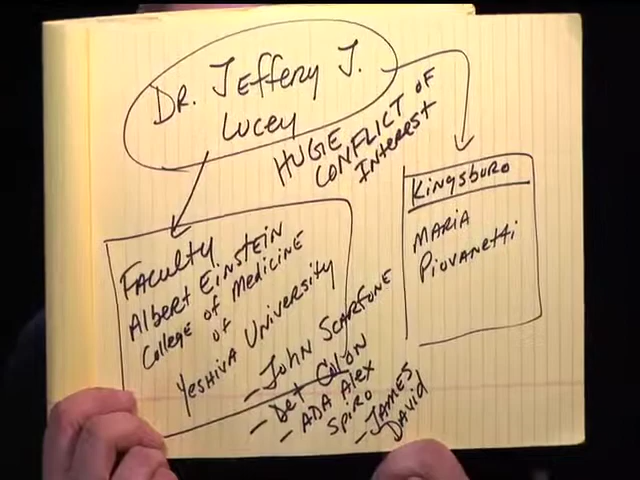 DR. Jeffery J.
Lucey
HUGE
CONFLICT OF
Interest
Kingsboro
MARIA
Piovanetti
Faculty
Albert Einstein
College of Medicine
of
Yeshiva University
- John Scarfone
- Det Colon
- ADA Alex
Spiro
- James
David